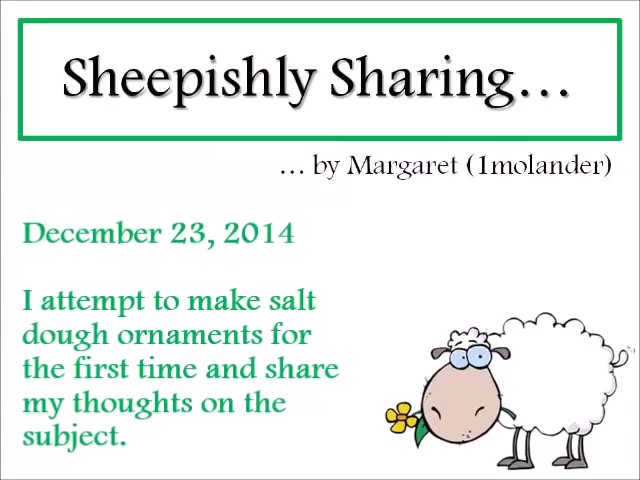 Sheepishly Sharing...
... by Margaret (1molander)
December 23, 2014
I attempt to make salt
dough ornaments for
the first time and share
my thoughts on the
subject.